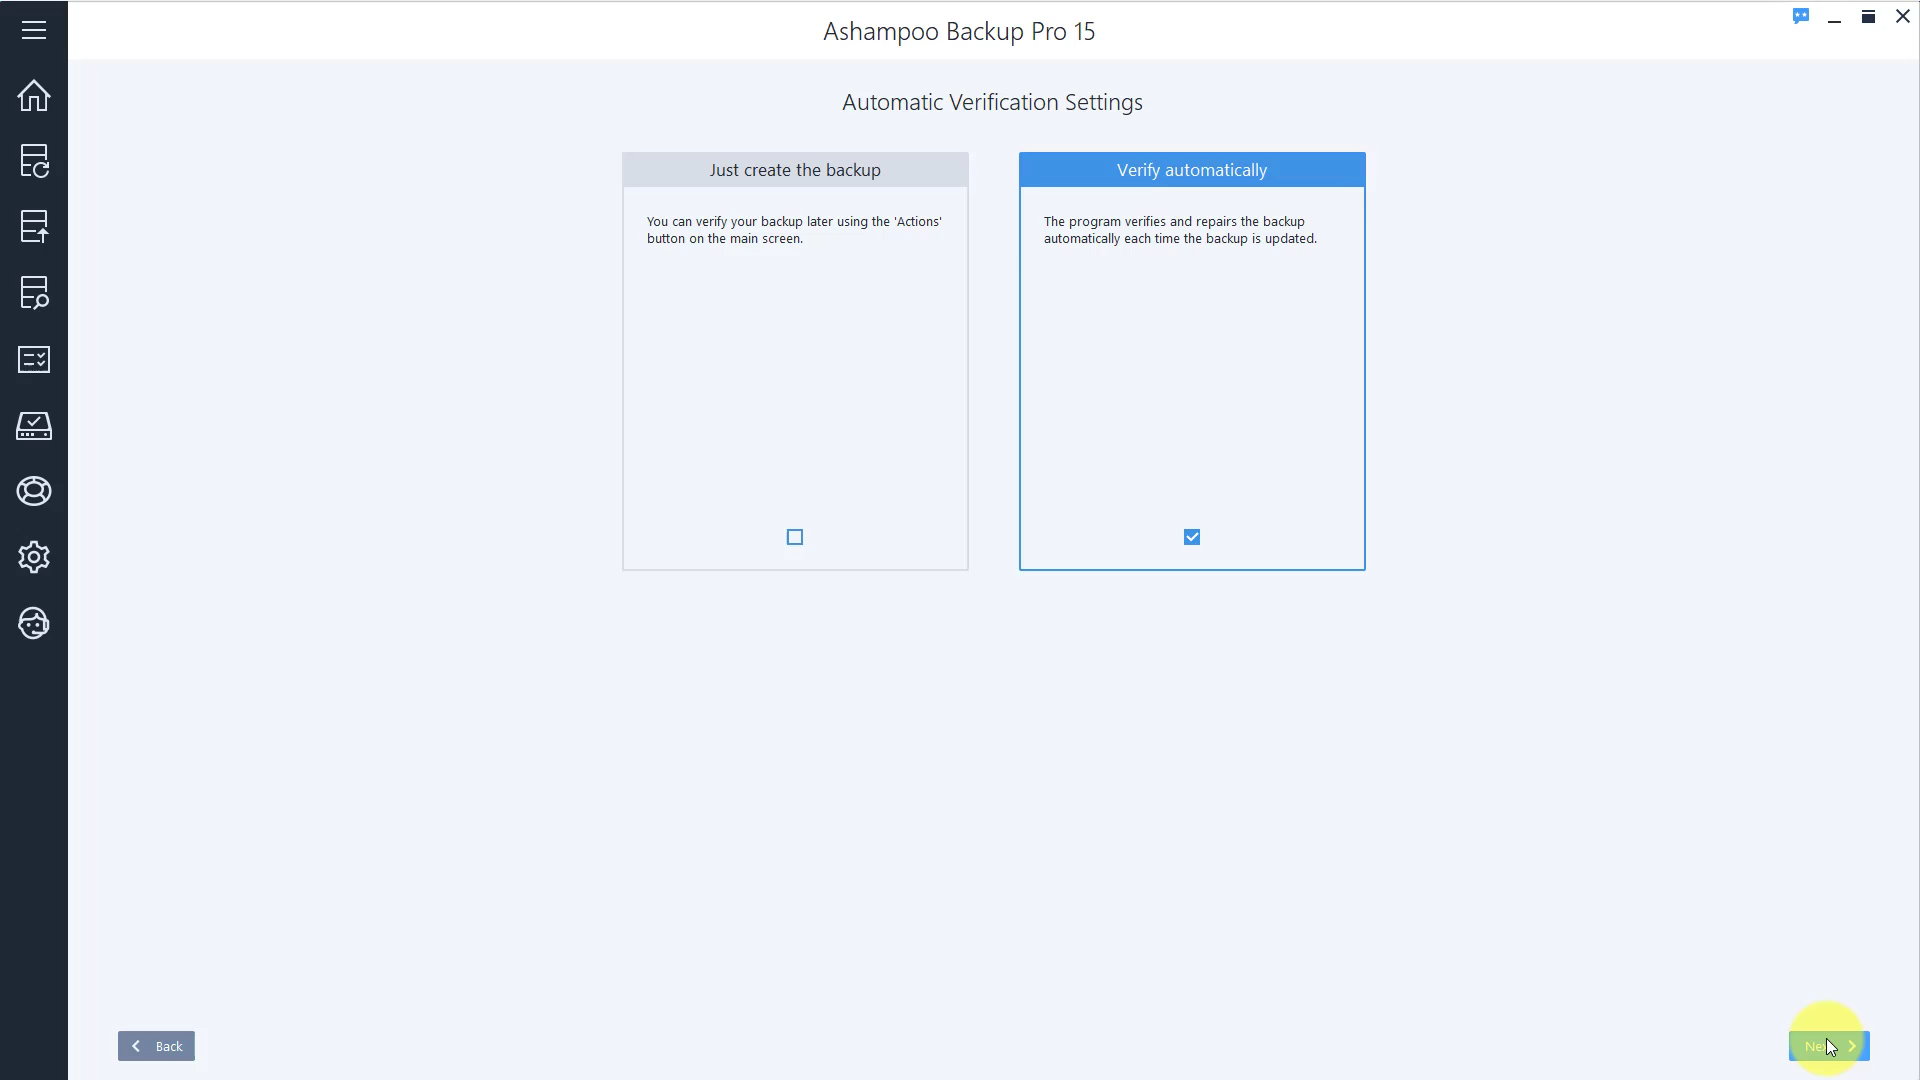 Ashampoo Backup Pro 15
Automatic Verification Settings
Just create the backup
You can verify your backup later using the 'Actions'
button on the main screen.
Verify automatically
The program verifies and repairs the backup
automatically each time the backup is updated.
Back